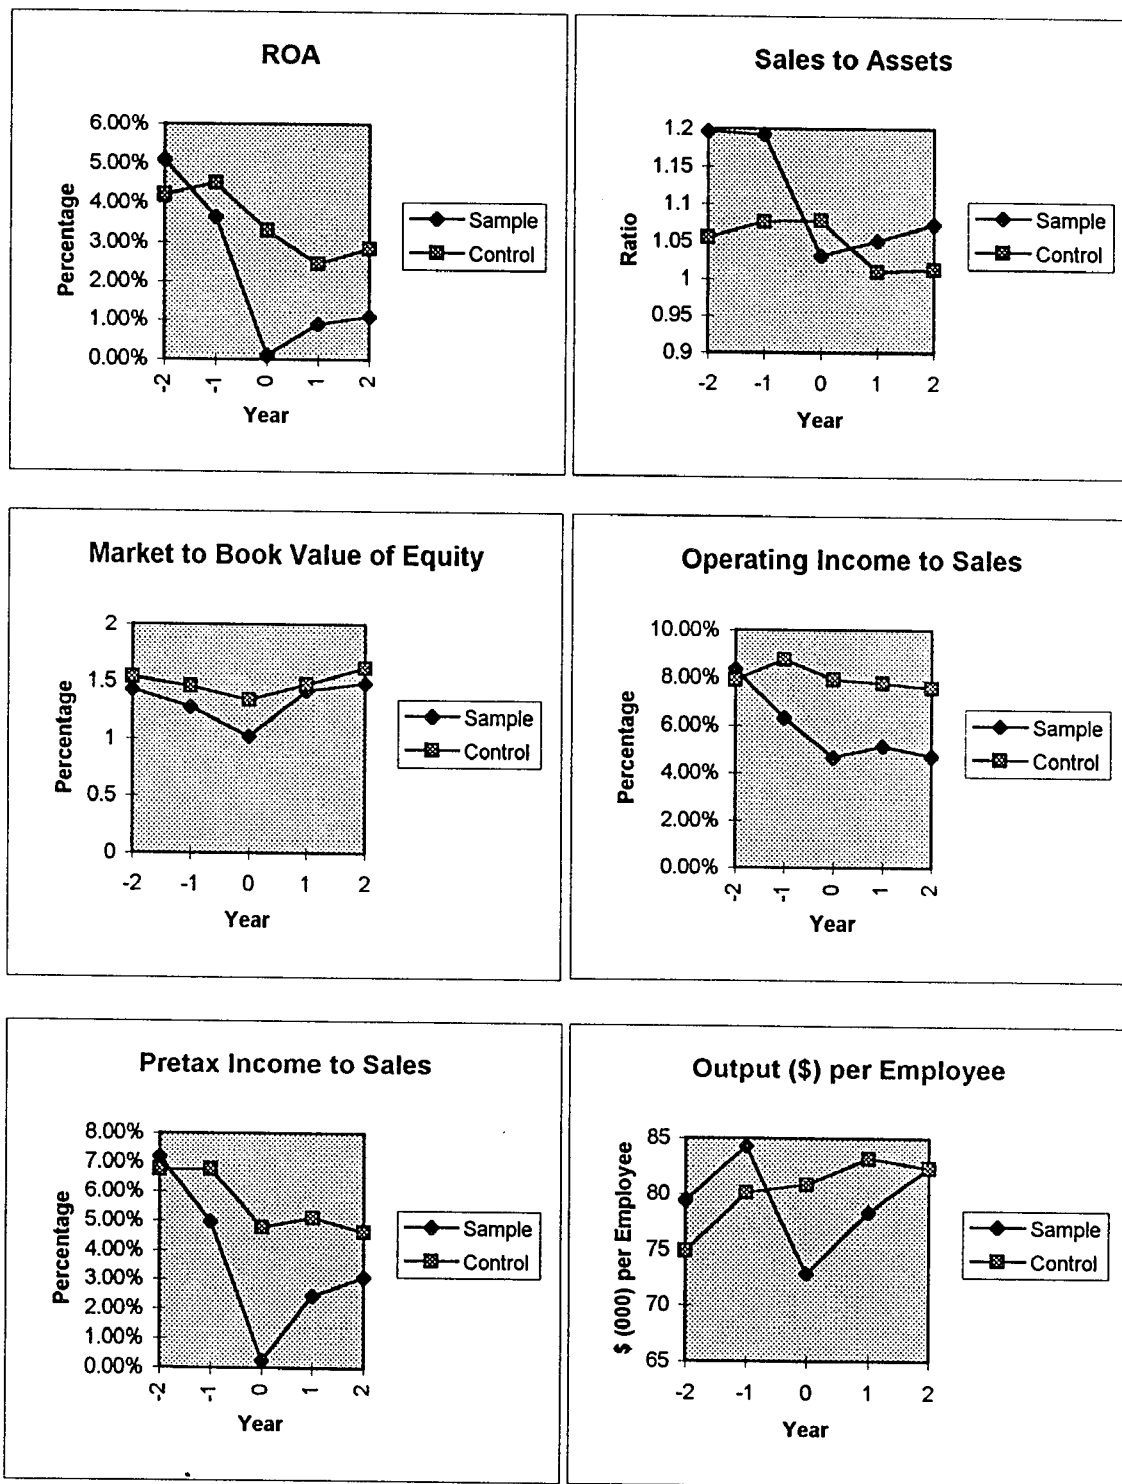 ROA
6.00%
5.00%
4.00%
3.00%
2.00%
1.00%
0.00%
Percentage
-2
-1
0
1
2
Year
Sample
Control
Sales to Assets
1.2
1.15
1.1
1.05
1
0.95
0.9
Ratio
-2
-1
0
1
2
Year
Sample
Control
Market to Book Value of Equity
2
1.5
1
0.5
0
Percentage
-2
-1
0
1
2
Year
Sample
Control
Operating Income to Sales
10.00%
8.00%
6.00%
4.00%
2.00%
0.00%
Percentage
-2
-1
0
1
2
Year
Sample
Control
Pretax Income to Sales
8.00%
7.00%
6.00%
5.00%
4.00%
3.00%
2.00%
1.00%
0.00%
Percentage
-2
-1
0
1
2
Year
Sample
Control
Output ($) per Employee
85
80
75
70
65
$ (000) per Employee
-2
-1
0
1
2
Year
Sample
Control